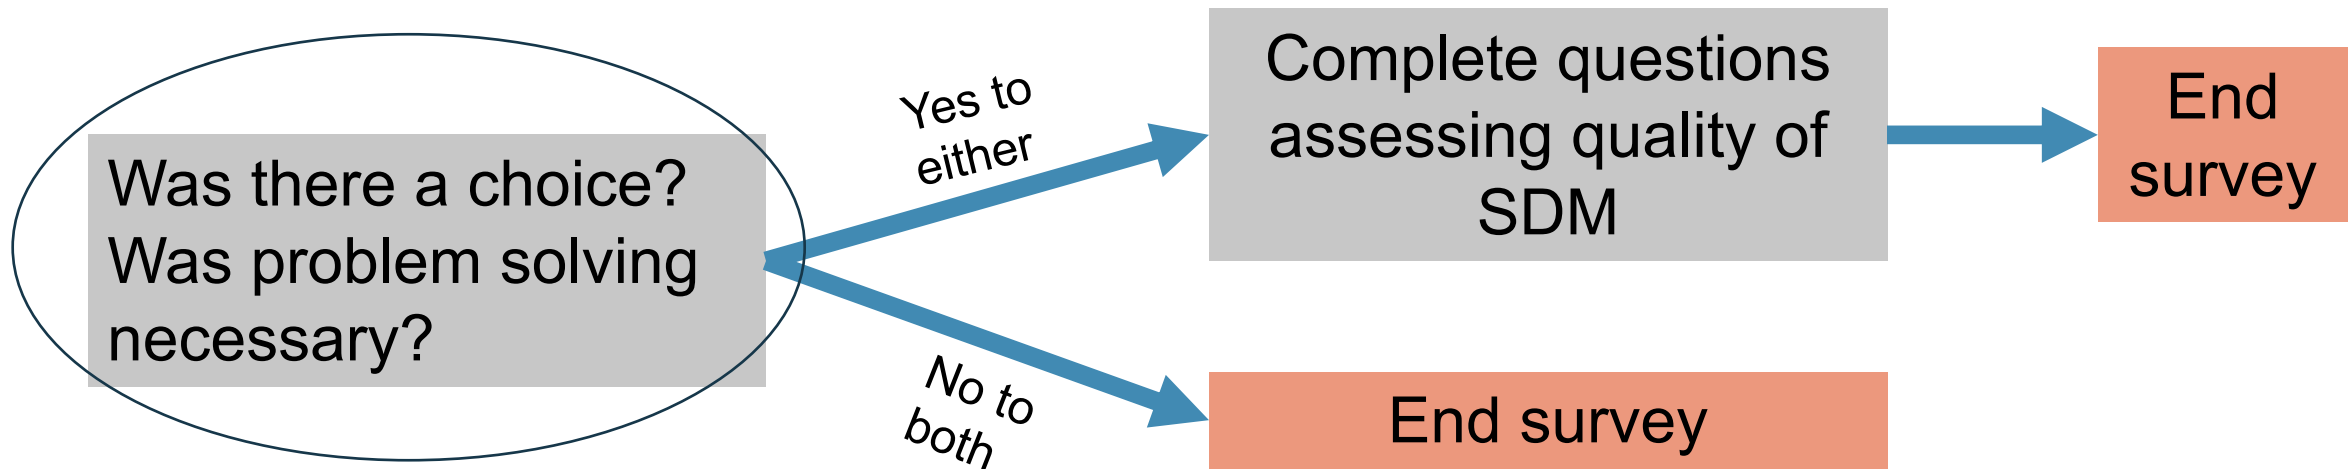 Was there a choice?
Was problem solving
necessary?
Yes to
either
Complete questions
assessing quality of
SDM
End
survey
No to
both
End survey